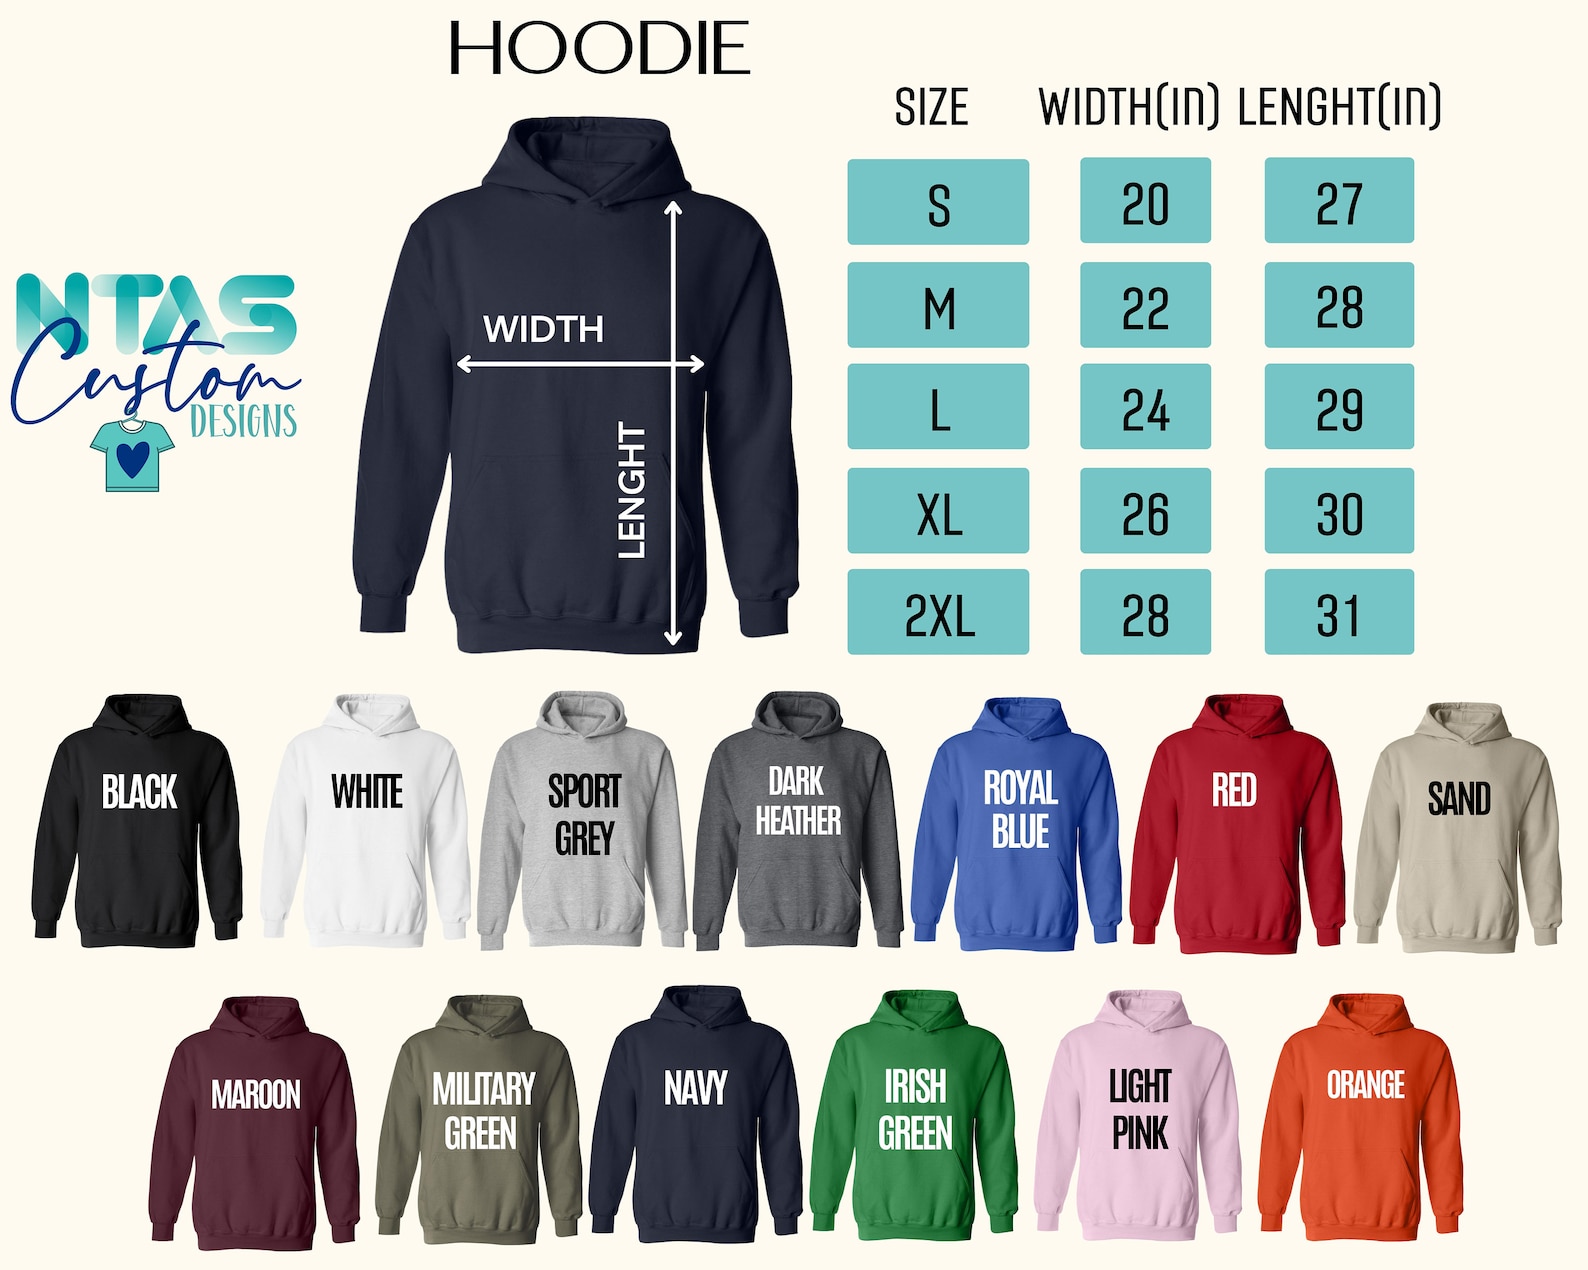 HOODIE
SIZE WIDTH(IN) LENGHT(IN)
S 20 27
M 22 28
L 24 29
XL 26 30
2XL 28 31
WIDTH
LENGHT
NTAS
Custom
DESIGNS
BLACK
WHITE
SPORT
GREY
DARK
HEATHER
ROYAL
BLUE
RED
SAND
MAROON
MILITARY
GREEN
NAVY
IRISH
GREEN
LIGHT
PINK
ORANGE